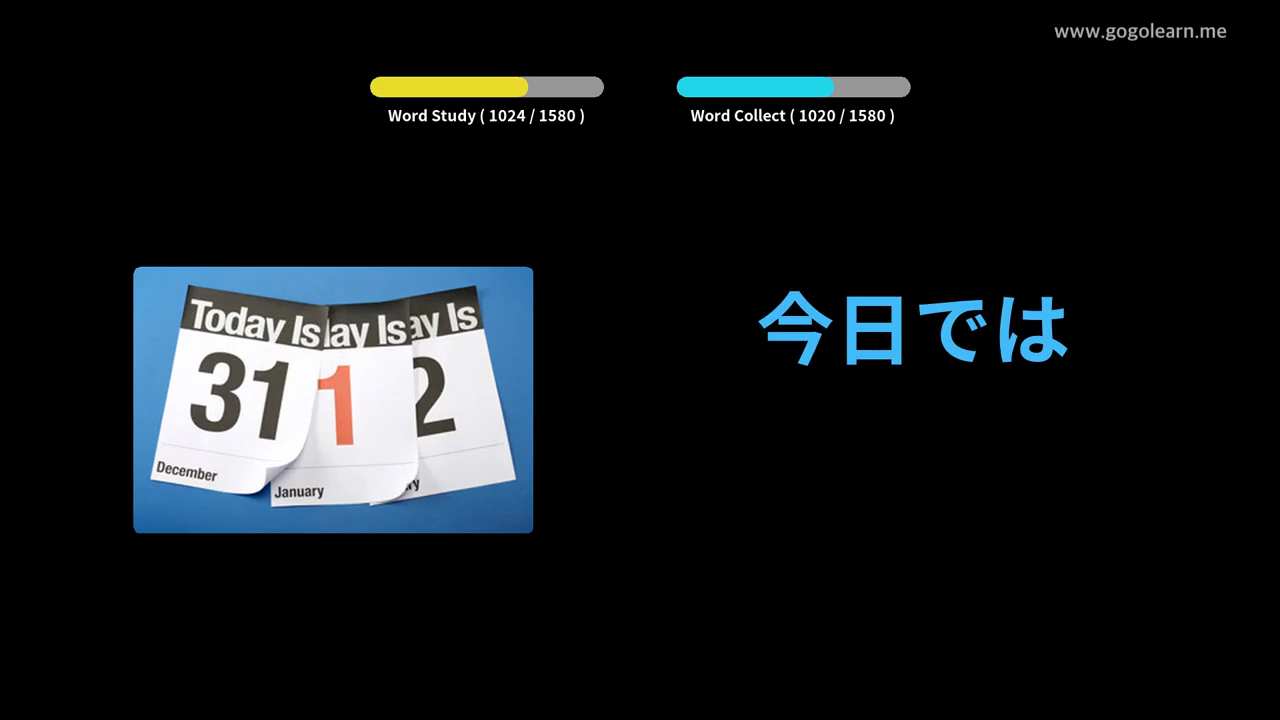 www.gogolearn.me
Word Study ( 1024 / 1580 )
Word Collect ( 1020 / 1580 )
Today Is
31
December
day Is
1
January
ay Is
2
ry
今日では